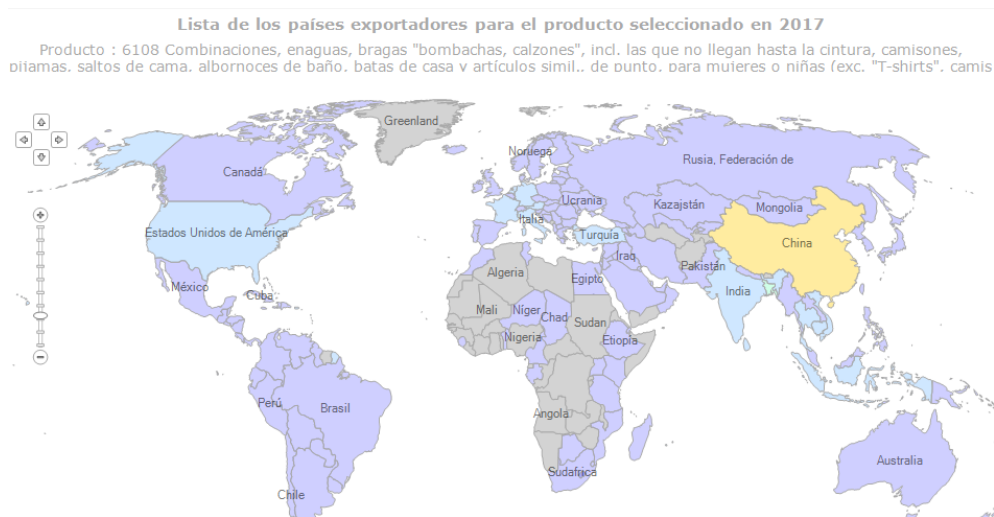 Lista de los países exportadores para el producto seleccionado en 2017
Producto : 6108 Combinaciones, enaguas, bragas "bombachas, calzones", incl. las que no llegan hasta la cintura, camisones,
pijamas, saltos de cama, albornoces de baño, batas de casa y artículos simil., de punto, para mujeres o niñas (exc. "T-shirts", camis
Greenland
Noruega
Rusia, Federación de
Canadá
Ucrania
Kazajstán
Mongolia
Italia
Estados Unidos de América
Turquía
China
Iraq
Pakistán
Algeria
Egipto
México
India
Cuba
Mali
Níger
Chad
Sudan
Nigeria
Etiopía
Perú
Brasil
Angola
Australia
Sudáfrica
Chile